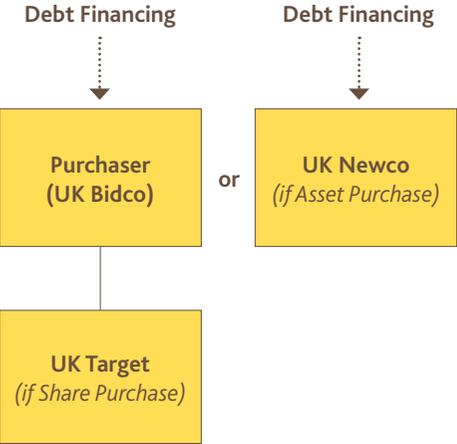 Debt Financing
Debt Financing
Purchaser
(UK Bidco)
or
UK Newco
(if Asset Purchase)
UK Target
(if Share Purchase)